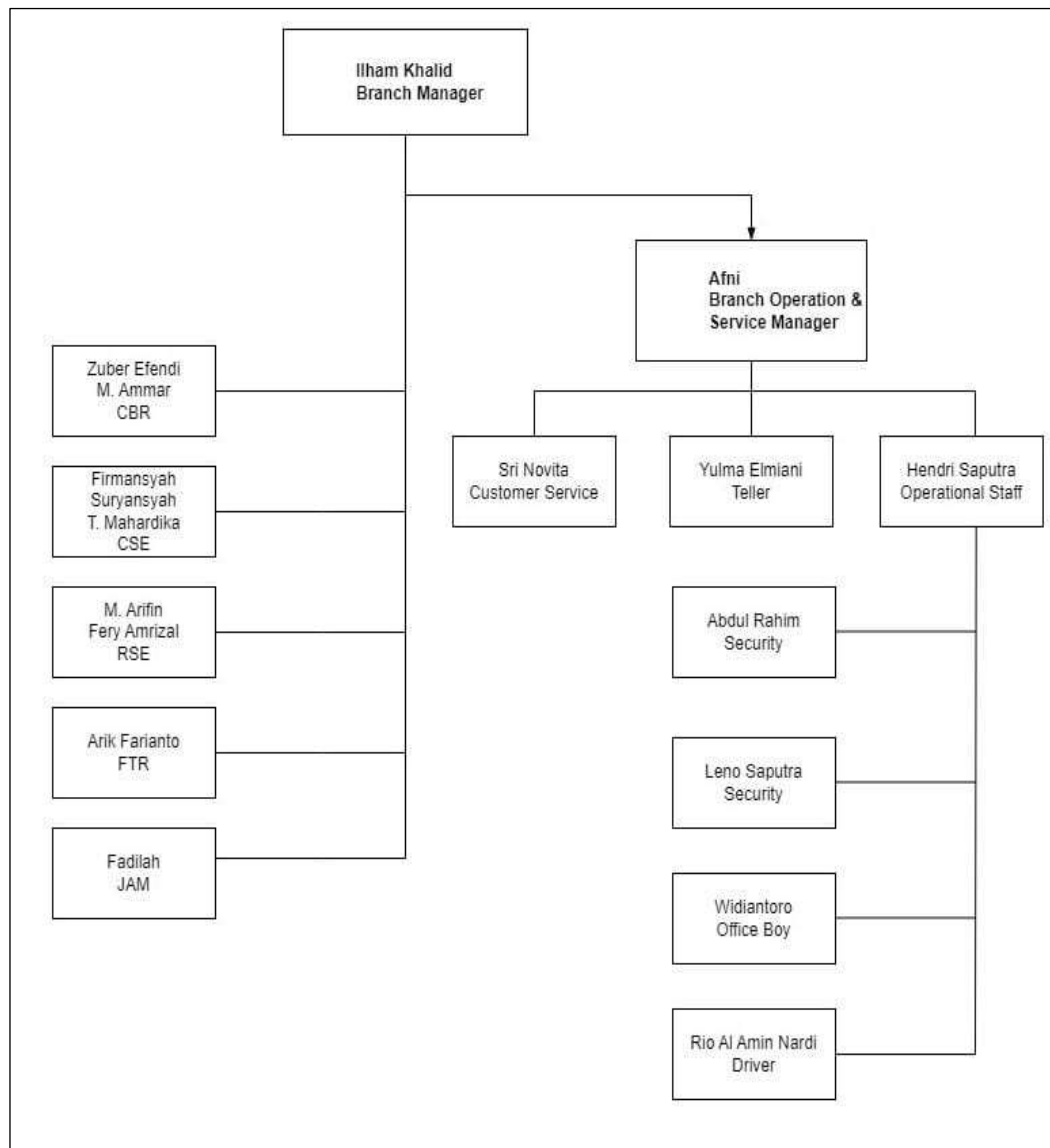 Ilham Khalid
Branch Manager
Afni
Branch Operation &
Service Manager
Zuber Efendi
M. Ammar
CBR
Firmansyah
Suryansyah
T. Mahardika
CSE
M. Arifin
Fery Amrizal
RSE
Arik Farianto
FTR
Fadilah
JAM
Sri Novita
Customer Service
Yulma Elmiani
Teller
Hendri Saputra
Operational Staff
Abdul Rahim
Security
Leno Saputra
Security
Widiantoro
Office Boy
Rio Al Amin Nardi
Driver